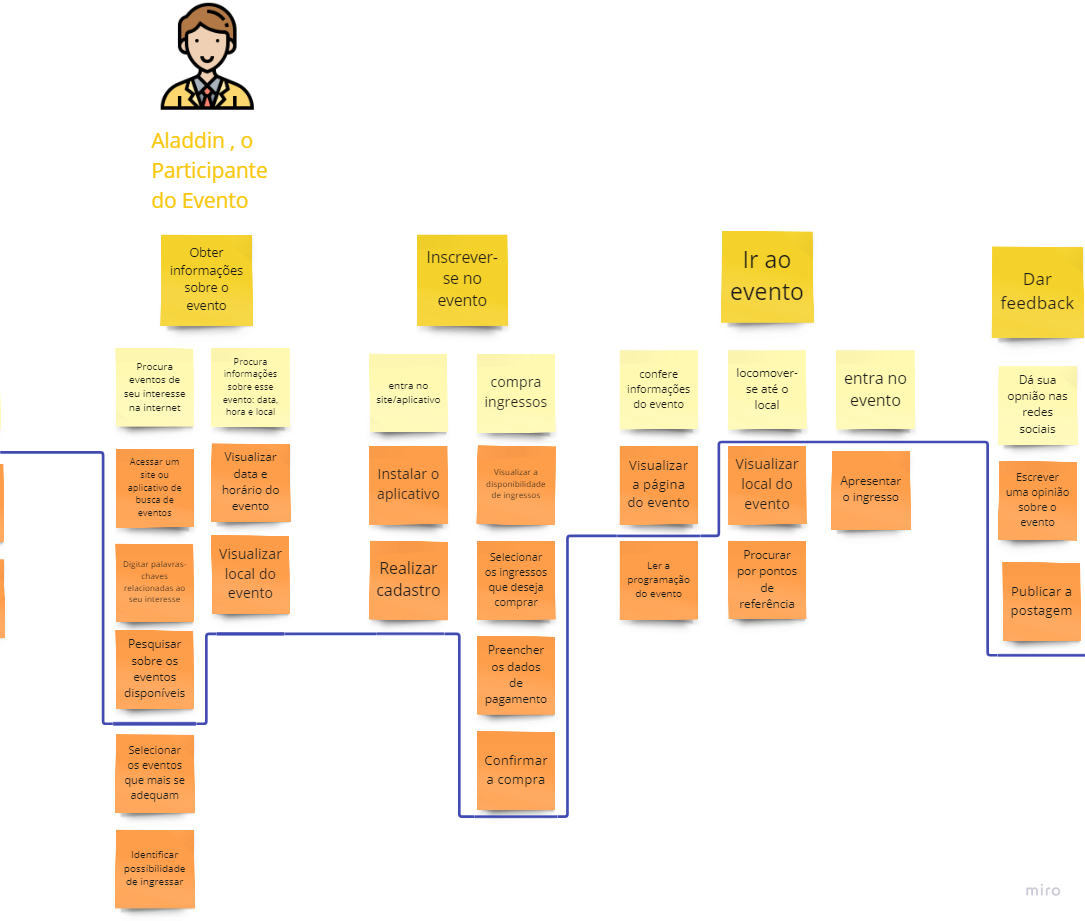 Aladdin , o
Participante
do Evento
Obter
informações
sobre o
evento
Inscrever-
se no
evento
Ir ao
evento
Dar
feedback
Procura
eventos de
seu interesse
na internet
Procura
informações
sobre esse
evento: data,
hora e local
entra no
site/aplicativo
compra
ingressos
confere
informações
do evento
locomover-
se até o
local
entra no
evento
Dá sua
opnião nas
redes
sociais
Acessar um
site ou
aplicativo de
busca de
eventos
Visualizar
data e
horário do
evento
Instalar o
aplicativo
Visualizar a
disponibilidade
de ingressos
Visualizar
a página
do evento
Visualizar
local do
evento
Apresentar
o ingresso
Escrever
uma opinião
sobre o
evento
Digitar palavras-
chaves
relacionadas ao
seu interesse
Visualizar
local do
evento
Realizar
cadastro
Selecionar
os ingressos
que deseja
comprar
Ler a
programação
do evento
Procurar
por pontos
de
referência
Publicar a
postagem
Pesquisar
sobre os
eventos
disponíveis
Preencher
os dados
de
pagamento
Selecionar
os eventos
que mais se
adequam
Confirmar
a compra
Identificar
possibilidade
de ingressar
miro